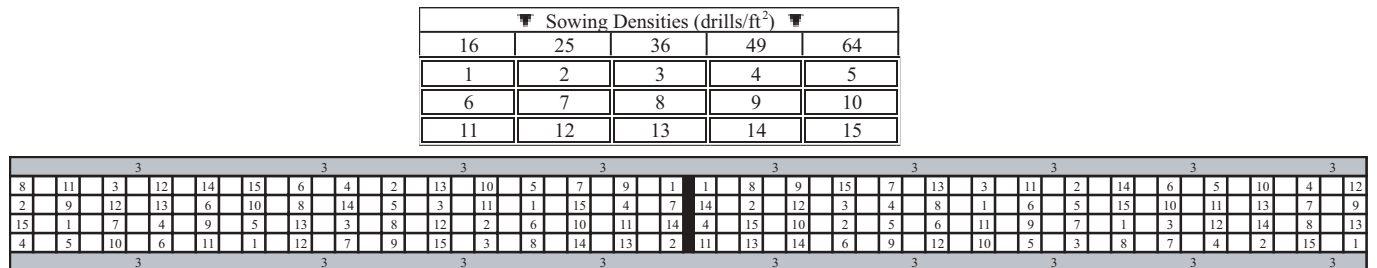 Sowing Densities (drills/ft²)
16 25 36 49 64
1 2 3 4 5
6 7 8 9 10
11 12 13 14 15
3 3 3 3 3 3 3 3 3
8 11 3 12 14 15 6 4 2 13 10 5 7 9 1 1 8 9 15 7 13 3 11 2 14 6 5 10 4 12
2 9 12 13 6 10 8 14 5 3 11 1 15 4 7 14 2 12 3 4 8 1 6 5 15 10 11 13 7 9
15 1 7 4 9 5 13 3 8 12 2 6 10 11 14 4 15 10 2 5 6 11 9 7 1 3 12 14 8 13
4 5 10 6 11 1 12 7 9 15 3 8 14 13 2 11 13 14 6 9 12 10 5 3 8 7 4 2 15 1
3 3 3 3 3 3 3 3 3